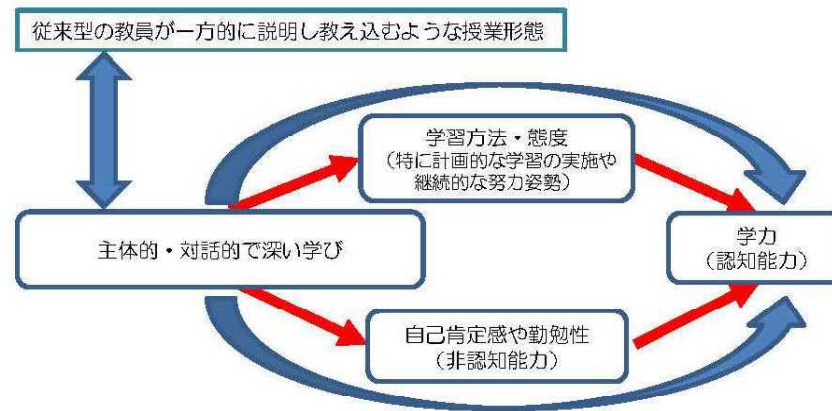 従来型の教員が一方的に説明し教え込むような授業形態
学習方法・態度
（特に計画的な学習の実施や
継続的な努力姿勢）
主体的・対話的で深い学び
学力
（認知能力）
自己肯定感や勤勉性
（非認知能力）